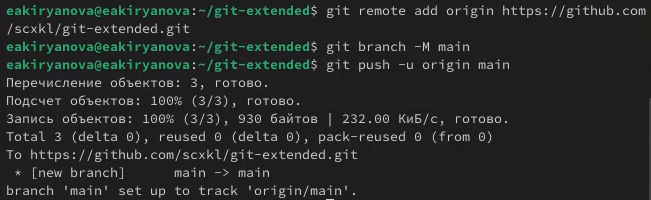 eakiryanova@eakiryanova:~/git-extended$ git remote add origin https://github.com
/scxkl/git-extended.git
eakiryanova@eakiryanova:~/git-extended$ git branch -M main
eakiryanova@eakiryanova:~/git-extended$ git push -u origin main
Перечисление объектов: 3, готово.
Подсчет объектов: 100% (3/3), готово.
Запись объектов: 100% (3/3), 930 байтов | 232.00 КиБ/с, готово.
Total 3 (delta 0), reused 0 (delta 0), pack-reused 0 (from 0)
To https://github.com/scxkl/git-extended.git
 * [new branch]      main -> main
branch 'main' set up to track 'origin/main'.